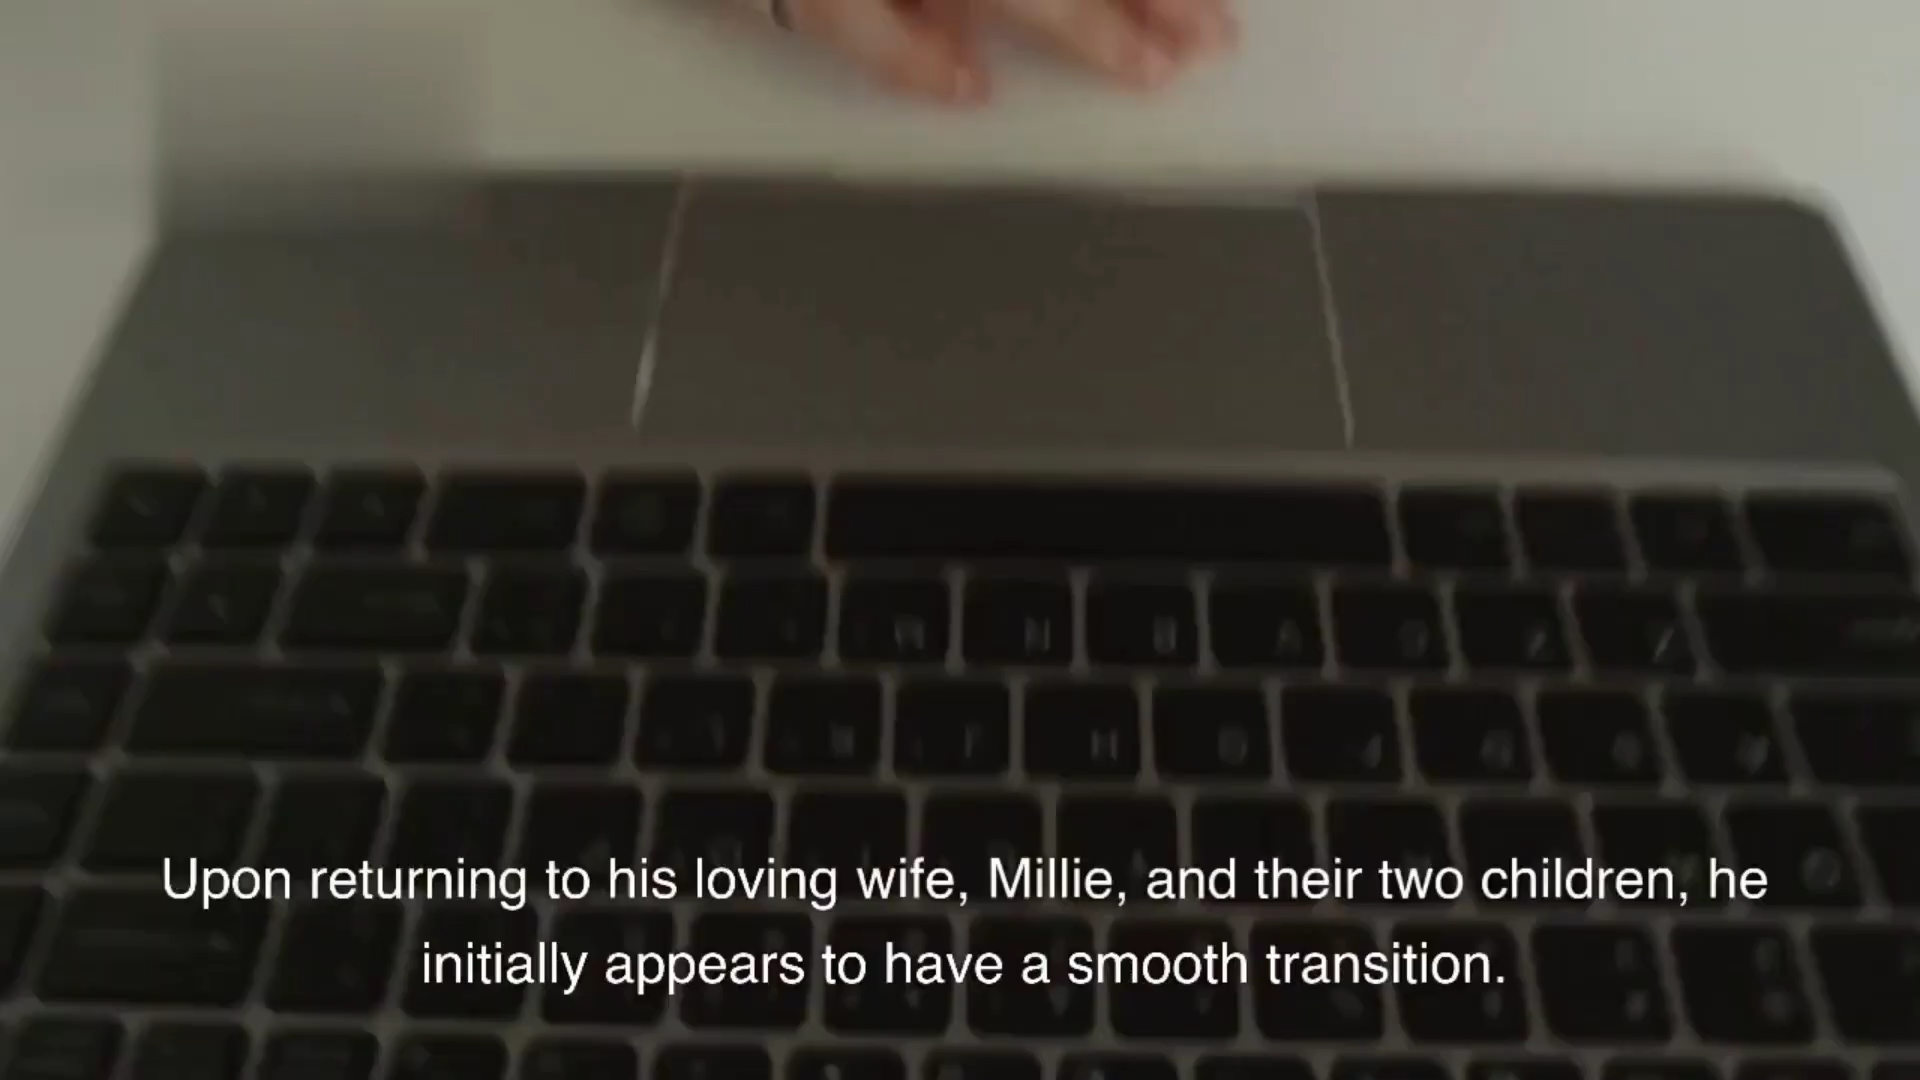 Upon returning to his loving wife, Millie, and their two children, he
initially appears to have a smooth transition.